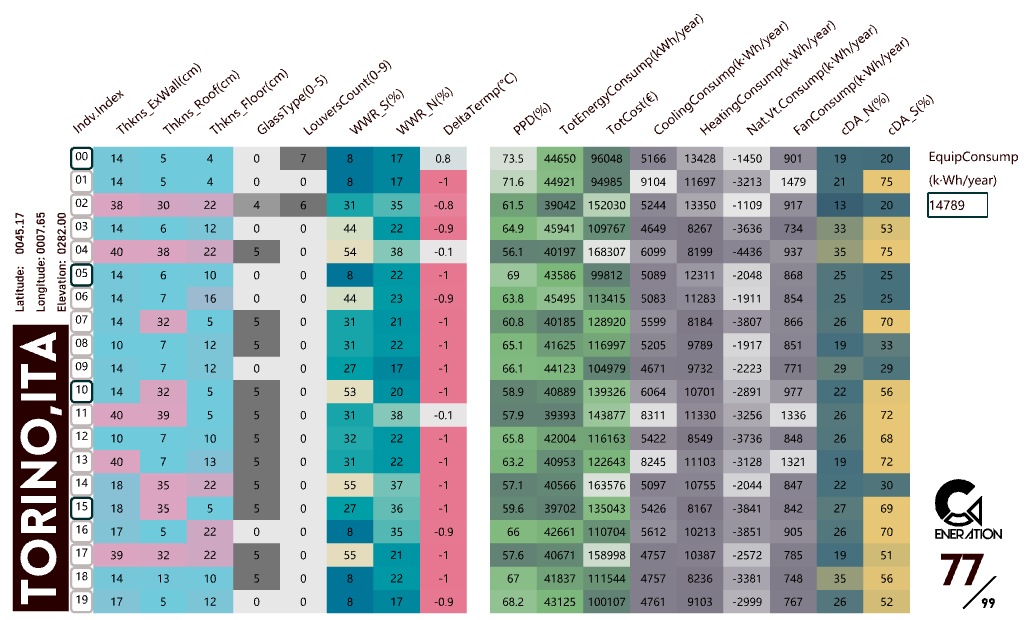 Indv.Index Thkns_ExWall(cm) Thkns_Roof(cm) Thkns_Floor(cm) GlassType(0-5) LouversCount(0-9) WWR_S(%) WWR_N(%) DeltaTermp(°C) PPD(%) TotEnergyConsump(kWh/year) TotCost(€) CoolingConsump(k·Wh/year) HeatingConsump(k·Wh/year) Nat.Vt.Consump(k·Wh/year) FanConsump(k·Wh/year) cDA_N(%) cDA_S(%)
00 14 5 4 0 7 8 17 0.8 73.5 44650 96048 5166 13428 -1450 901 19 20
01 14 5 4 0 0 8 17 -1 71.6 44921 94985 9104 11697 -3213 1479 21 75
02 38 30 22 4 6 31 35 -0.8 61.5 39042 152030 5244 13350 -1109 917 13 20
03 14 6 12 0 0 44 22 -0.9 64.9 45941 109767 4649 8267 -3636 734 33 53
04 40 38 22 5 0 54 38 -0.1 56.1 40197 168307 6099 8199 -4436 937 35 75
05 14 6 10 0 0 8 22 -1 69 43586 99812 5089 12311 -2048 868 25 25
06 14 7 16 0 0 44 23 -0.9 63.8 45495 113415 5083 11283 -1911 854 25 25
07 14 32 5 5 0 31 21 -1 60.8 40185 128920 5599 8184 -3807 866 26 70
08 10 7 12 5 0 31 22 -1 65.1 41625 116997 5205 9789 -1917 851 19 33
09 14 7 12 0 0 27 17 -1 66.1 44123 104979 4671 9732 -2223 771 29 29
10 14 32 5 5 0 53 20 -1 58.9 40889 139326 6064 10701 -2891 977 22 56
11 40 39 5 5 0 31 38 -0.1 57.9 39393 143877 8311 11330 -3256 1336 26 72
12 10 7 10 5 0 32 22 -1 65.8 42004 116163 5422 8549 -3736 848 26 68
13 40 7 13 5 0 31 22 -1 63.2 40953 122643 8245 11103 -3128 1321 19 72
14 18 35 22 5 0 55 37 -1 57.1 40566 163576 5097 10755 -2044 847 22 30
15 18 35 5 5 0 27 36 -1 59.6 39702 135043 5426 8167 -3841 842 27 69
16 17 5 22 0 0 8 35 -0.9 66 42661 110704 5612 10213 -3851 905 26 70
17 39 32 22 5 0 55 21 -1 57.6 40671 158998 4757 10387 -2572 785 19 51
18 14 13 10 5 0 8 22 -1 67 41837 111544 4757 8236 -3381 748 35 56
19 17 5 12 0 0 8 17 -0.9 68.2 43125 100107 4761 9103 -2999 767 26 52
EquipConsump
(k·Wh/year)
14789
Latitude: 0045.17
Longitude: 0007.65
Elevation: 0282.00
TORINO,ITA
ENERATION
77/99